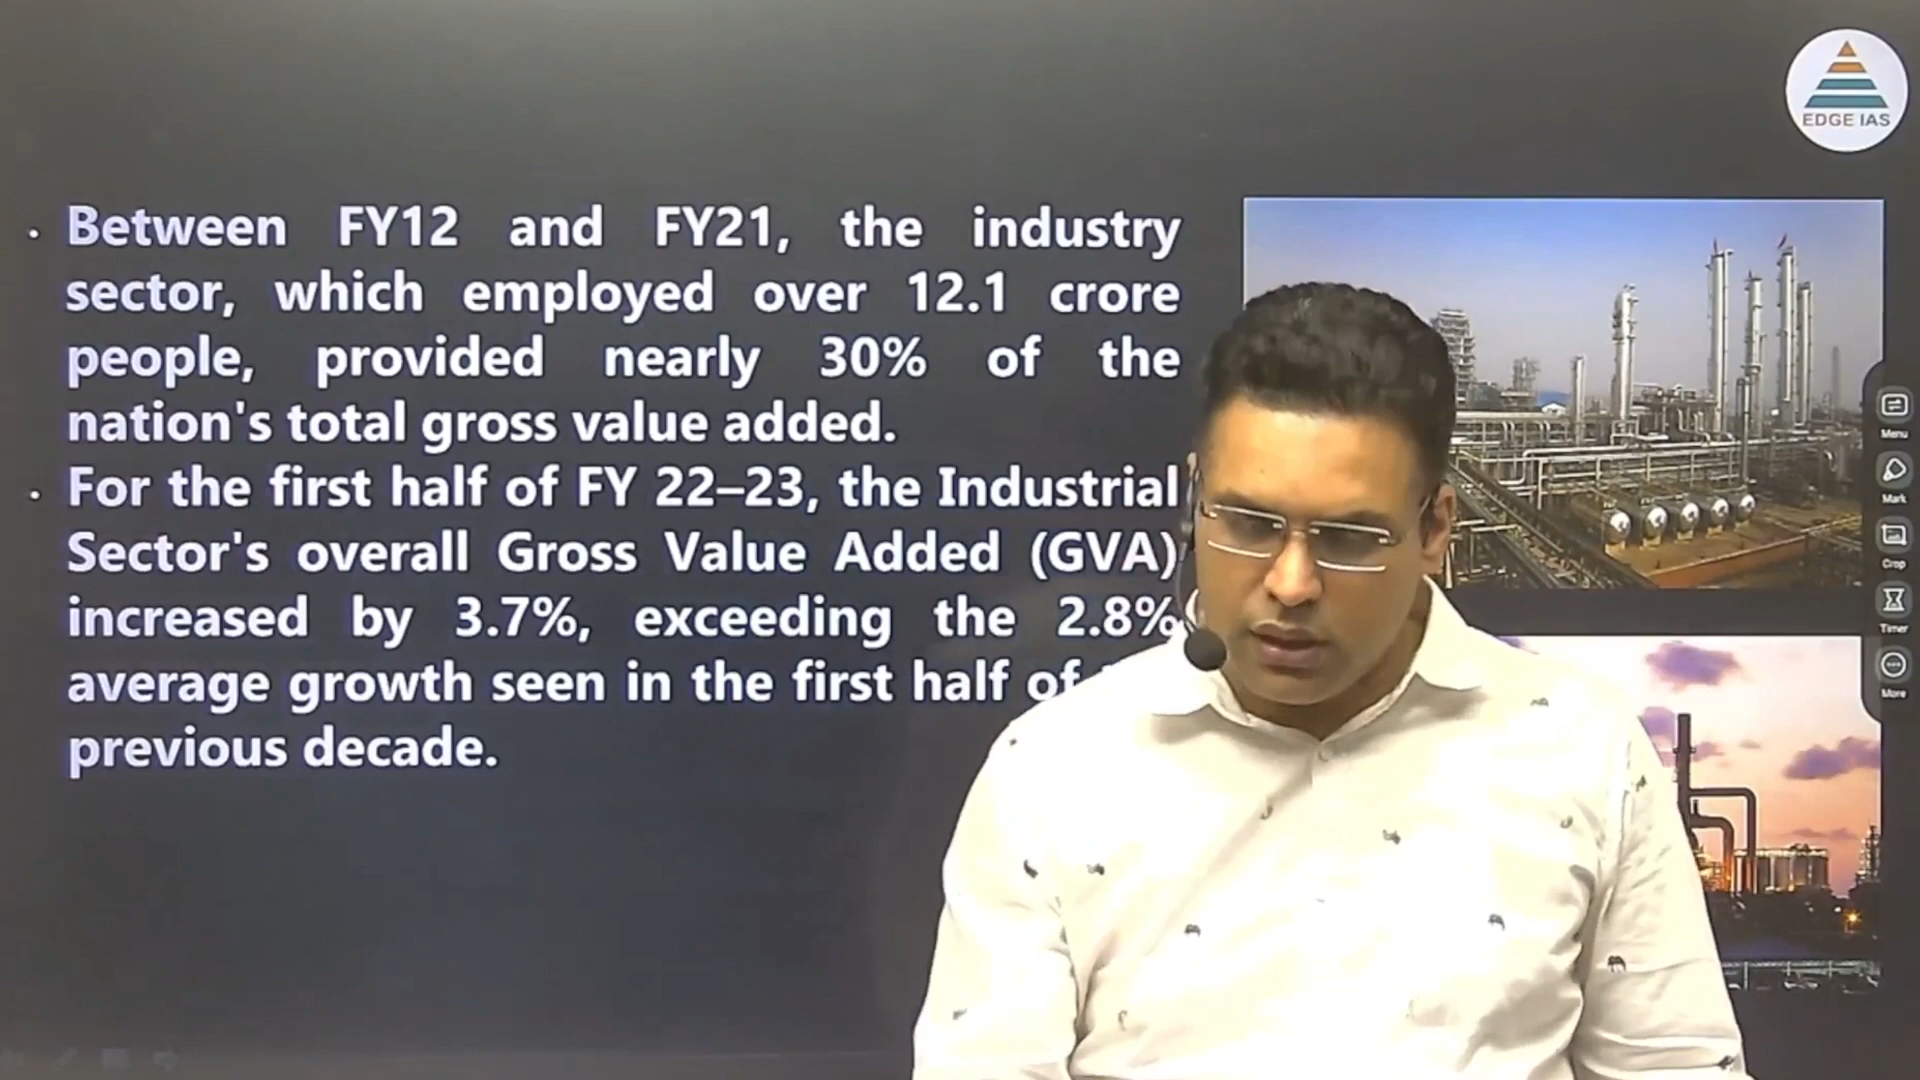 EDGE IAS
. Between FY12 and FY21, the industry
sector, which employed over 12.1 crore
people, provided nearly 30% of the
nation's total gross value added.
. For the first half of FY 22–23, the Industrial
Sector's overall Gross Value Added (GVA)
increased by 3.7%, exceeding the 2.8%
average growth seen in the first half of
previous decade.
Menu
Mark
Crop
Timer
More